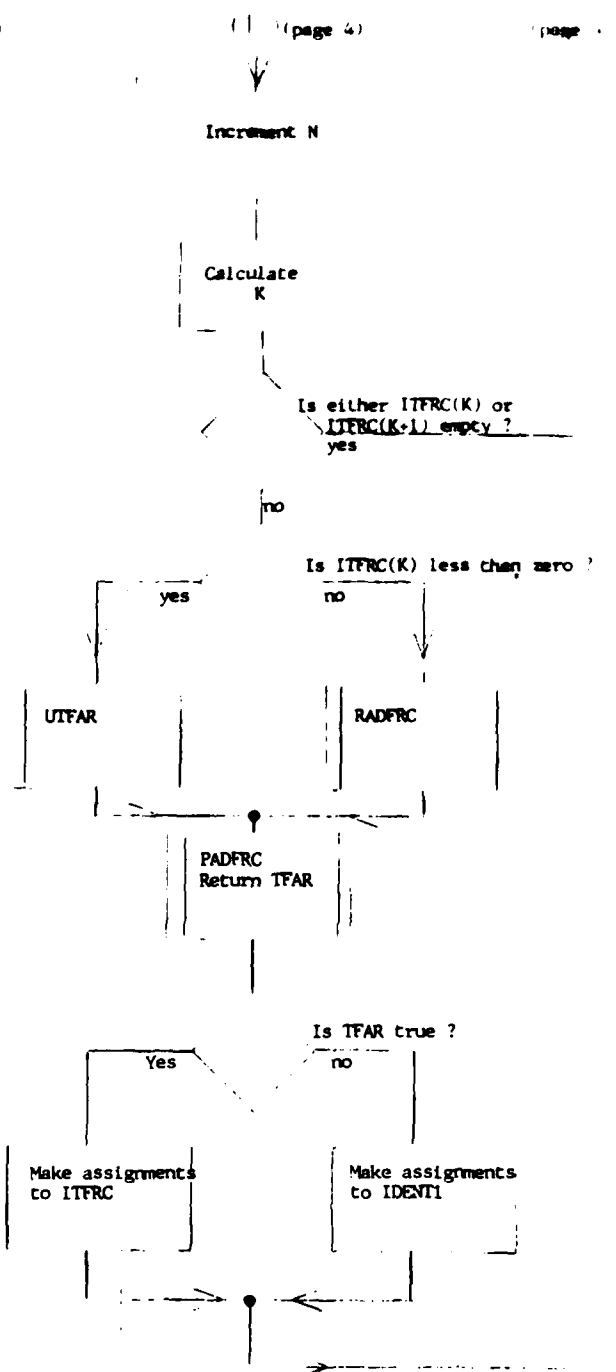 (page 4)
(page
Increment N
Calculate
K
Is either ITFRC(K) or
ITFRC(K+1) empty ?
yes
no
Is ITFRC(K) less than zero ?
yes
no
UTFAR
RADFRC
PADFRC
Return TFAR
Is TFAR true ?
Yes
no
Make assignments
to ITFRC
Make assignments
to IDENT1